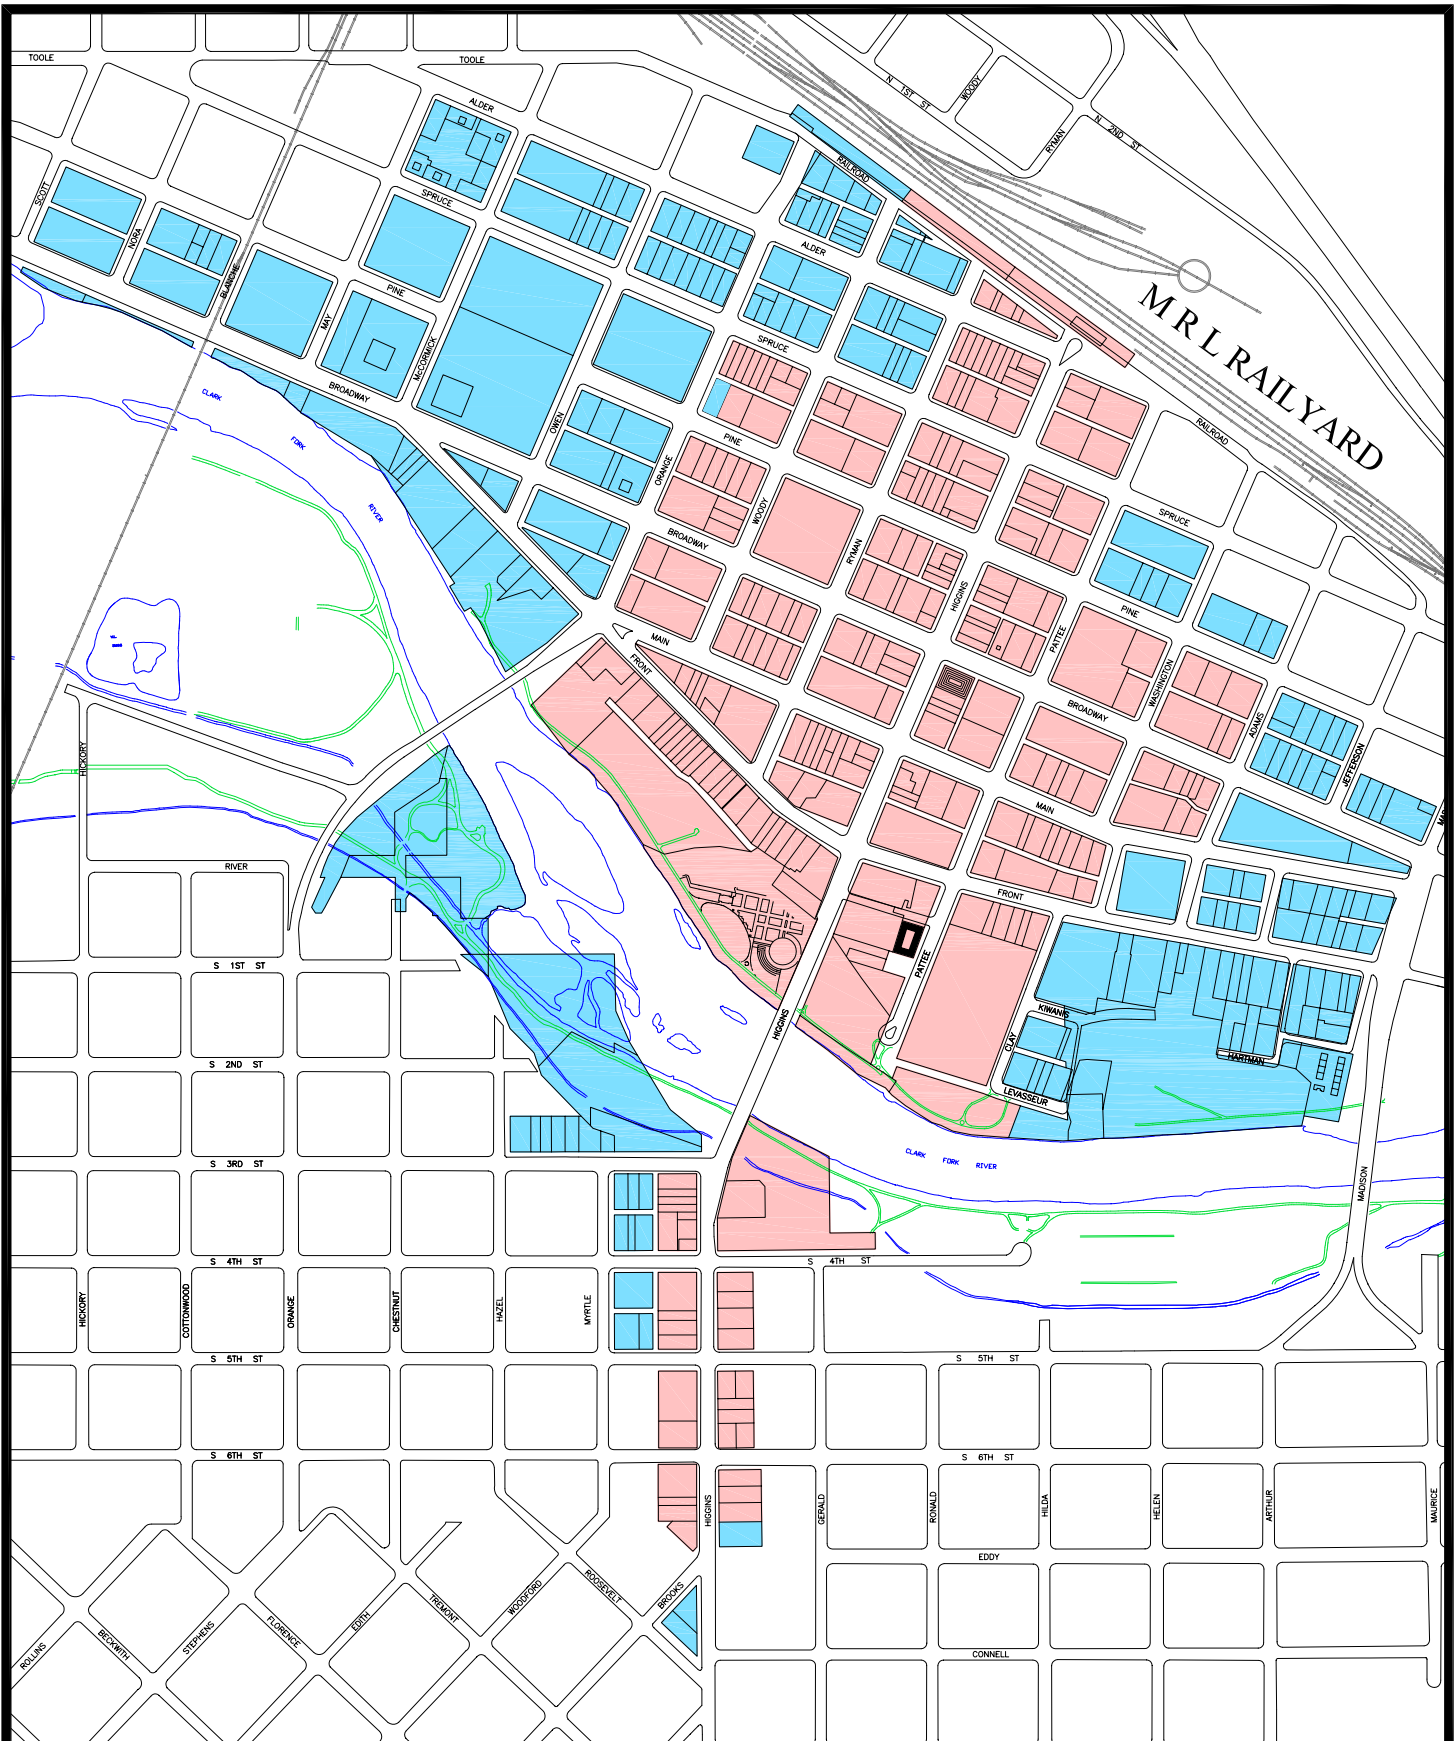 TOOLE
TOOLE
ALDER
N 1ST ST
WOODY
RYMAN
N 2ND ST
SCOTT
NORA
BLANCHE
SPRUCE
RAILROAD
ALDER
MAY
PINE
McCORMICK
SPRUCE
M R L RAIL YARD
CLARK
FORK
RIVER
BROADWAY
OWEN
ORANGE
PINE
WOODY
RAILROAD
BROADWAY
RYMAN
HIGGINS
SPRUCE
PINE
MAIN
FRONT
PATTEE
WASHINGTON
BROADWAY
ADAMS
JEFFERSON
HICKORY
MAIN
RIVER
FRONT
PATTEE
S 1ST ST
HIGGINS
KIWANIS
CLAY
HARTMAN
LEVASSEUR
S 2ND ST
S 3RD ST
CLARK FORK RIVER
MADISON
S 4TH ST
S 4TH ST
HICKORY
COTTONWOOD
ORANGE
CHESTNUT
HAZEL
MYRTLE
S 5TH ST
S 5TH ST
S 6TH ST
S 6TH ST
HIGGINS
GERALD
RONALD
HILDA
HELEN
ARTHUR
MAURICE
EDDY
ROLLINS
BECKWITH
STEPHENS
FLORENCE
EDITH
TREMONT
WOODFORD
ROOSEVELT
BROOKS
CONNELL